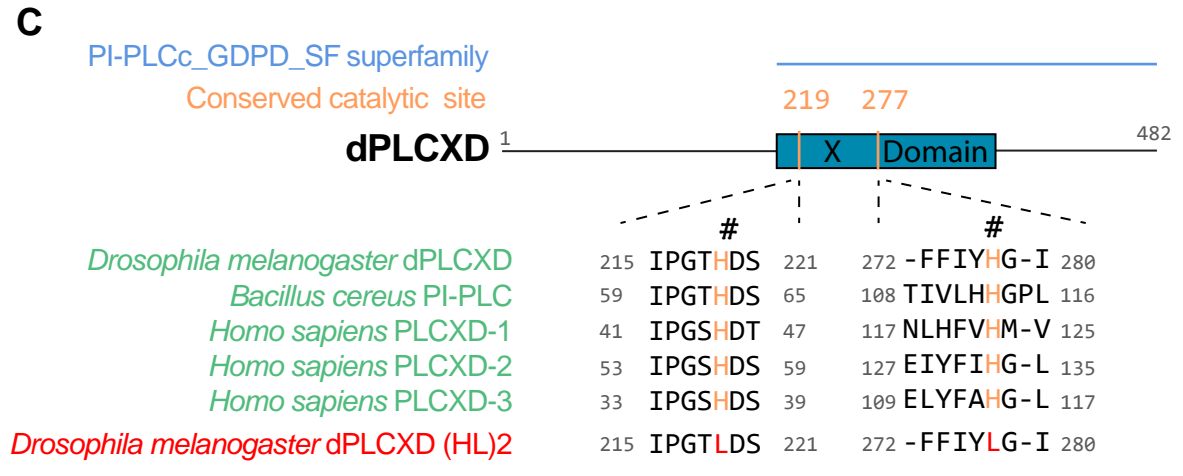 C
PI-PLCc_GDPD_SF superfamily
Conserved catalytic site 219 277
dPLCXD 1 X Domain 482
# #
Drosophila melanogaster dPLCXD 215 IPGTHDS 221 272 -FFIYHG-I 280
Bacillus cereus PI-PLC 59 IPGTHDS 65 108 TIVLHHGPL 116
Homo sapiens PLCXD-1 41 IPGSHDT 47 117 NLHFVHM-V 125
Homo sapiens PLCXD-2 53 IPGSHDS 59 127 EIYFIHG-L 135
Homo sapiens PLCXD-3 33 IPGSHDS 39 109 ELYFAHG-L 117
Drosophila melanogaster dPLCXD (HL)2 215 IPGTLDS 221 272 -FFIYLG-I 280